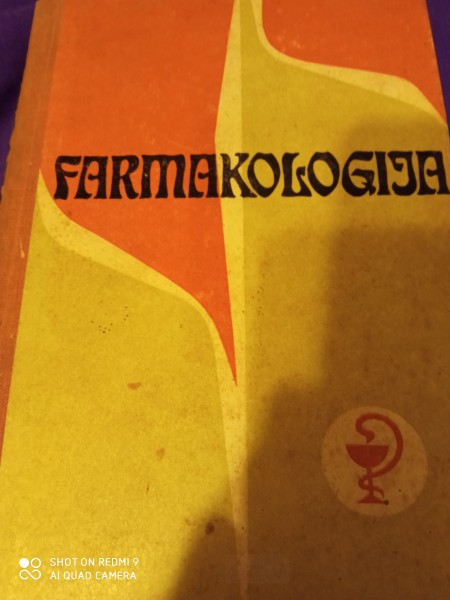 FARMAKOLOGIJA
SHOT ON REDMI 9
AI QUAD CAMERA